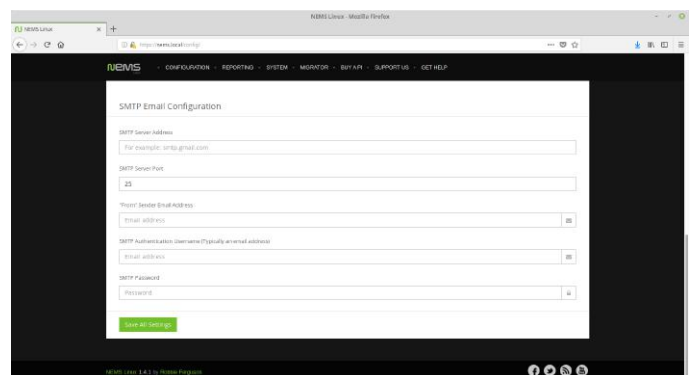 NEMS Linux - Mozilla Firefox
NEMS Linux
https://nems.local/config/
NEMS - CONFIGURATION - REPORTING - SYSTEM - MIGRATOR - BUY A PI - SUPPORT US - GET HELP
SMTP Email Configuration
SMTP Server Address
For example: smtp.gmail.com
SMTP Server Port
25
"From" Sender Email Address
Email address
SMTP Authentication Username (Typically an email address)
Email address
SMTP Password
Password
Save All Settings
NEMS Linux 1.4.1 by Robbie Ferguson